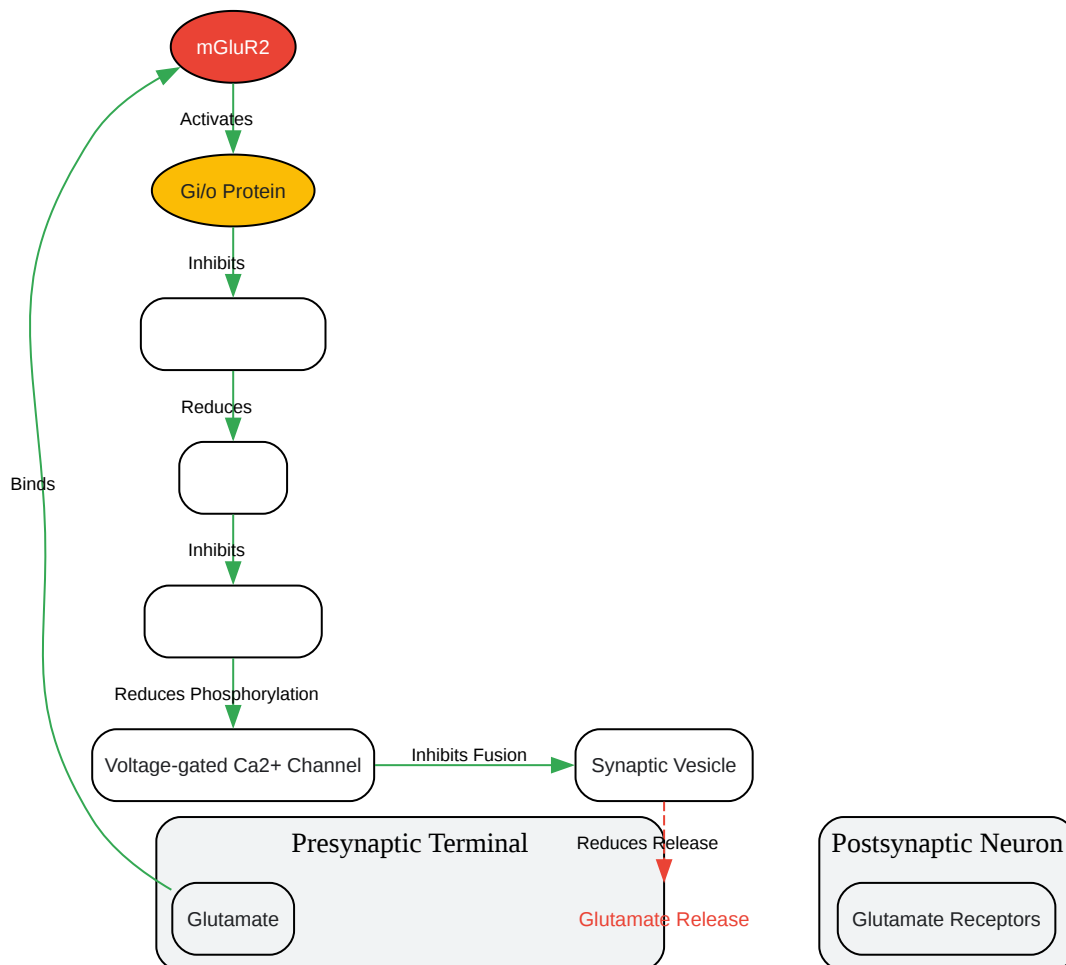 mGluR2
Activates
Gi/o Protein
Inhibits
Reduces
Binds
Inhibits
Reduces Phosphorylation
Voltage-gated Ca2+ Channel
Inhibits Fusion
Synaptic Vesicle
Presynaptic Terminal
Reduces Release
Postsynaptic Neuron
Glutamate
Glutamate Release
Glutamate Receptors